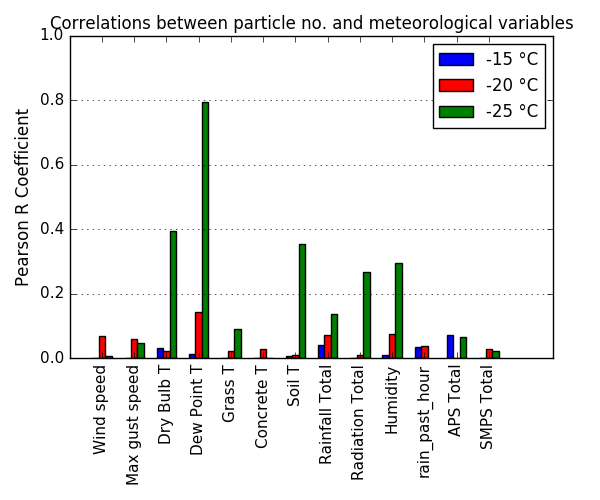 Correlations between particle no. and meteorological variables
1.0
0.8
0.6
0.4
0.2
0.0
Pearson R Coefficient
-15 °C
-20 °C
-25 °C
Wind speed
Max gust speed
Dry Bulb T
Dew Point T
Grass T
Concrete T
Soil T
Rainfall Total
Radiation Total
Humidity
rain_past_hour
APS Total
SMPS Total